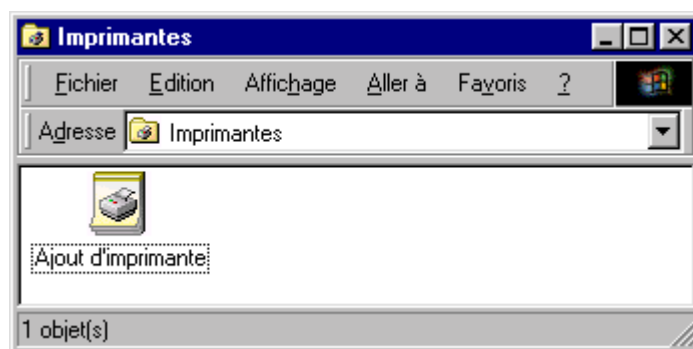 Imprimantes
Fichier Edition Affichage Aller à Favoris ?
Adresse Imprimantes
Ajout d'imprimante
1 objet(s)